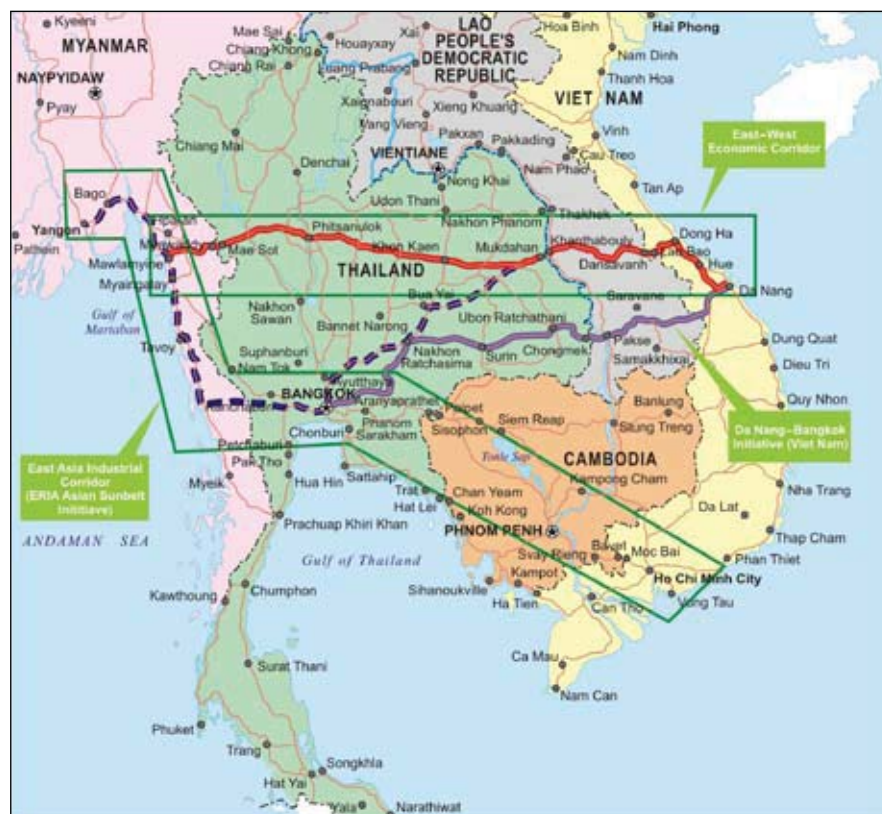 Kyeeni
MYANMAR
NAYPYIDAW
Pyay
Mae Sai
Chiang Khong
Chiang Rai
Houayxay
Xai
LAO
PEOPLE'S
DEMOCRATIC
REPUBLIC
Luang Prabang
Hoa Binh
Hai Phong
Nam Dinh
Thanh Hoa
VIET NAM
Xaignabouri
Xieng Khuang
Vang Vieng
Pakxan
Pakkading
Vinh
Cau Treo
Nam Phao
Chiang Mai
Denchai
VIENTIANE
Nong Khai
Udon Thani
Tan Ap
East–West
Economic Corridor
Bago
Yangon
Pathein
Nakhon Phanom
Thakhek
Myawaddy
Mae Sot
Phitsanulok
Khon Kaen
Mukdahan
Khanthabouly
Dansavanh
Lao Bao
Dong Ha
Hue
Da Nang
Mawlamyine
Myaingalay
THAILAND
Gulf of
Martaban
Nakhon
Sawan
Bua Yai
Bannet Narong
Ubon Ratchathani
Saravane
Pakse
Samakkhixai
Dung Quat
Dieu Tri
Tavoy
Suphanburi
Nam Tok
Nakhon
Ratchasima
Surin
Chongmek
Ayutthaya
BANGKOK
Kanchanaburi
Aranyaprathet
Poipet
Phanom
Sarakham
Sisophon
Siem Reap
Banlung
Stung Treng
Quy Nhon
Da Nang–Bangkok
Initiative (Viet Nam)
Chonburi
Petchaburi
Pak Tho
Tonle Sap
CAMBODIA
Kampong Cham
East Asia Industrial
Corridor
(ERIA Asian Sunbelt
Inititiave)
Myeik
Hua Hin
Sattahip
Trat
Hat Lei
Chan Yeam
Koh Kong
Nha Trang
Da Lat
ANDAMAN SEA
Prachuap Khiri Khan
PHNOM PENH
Thap Cham
Gulf of Thailand
Svay Rieng
Bavet
Moc Bai
Phan Thiet
Kampot
Ho Chi Minh City
Kawthoung
Chumphon
Sihanoukville
Ha Tien
Can Tho
Vung Tau
Surat Thani
Ca Mau
Nam Can
Phuket
Trang
Songkhla
Hat Yai
Yala
Narathiwat